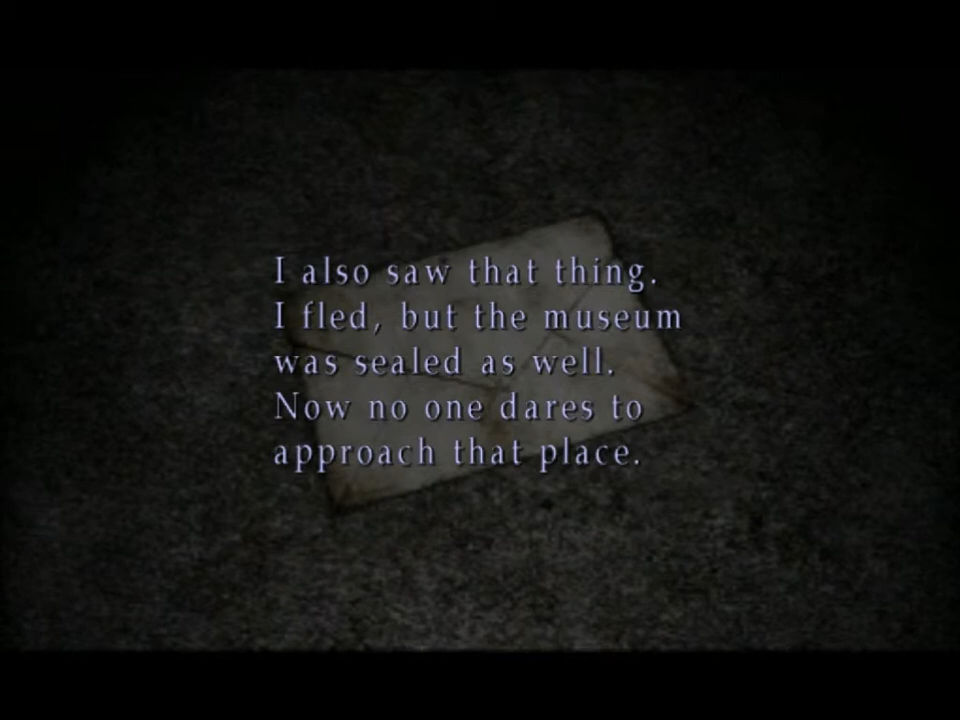 I also saw that thing.
I fled, but the museum
was sealed as well.
Now no one dares to
approach that place.